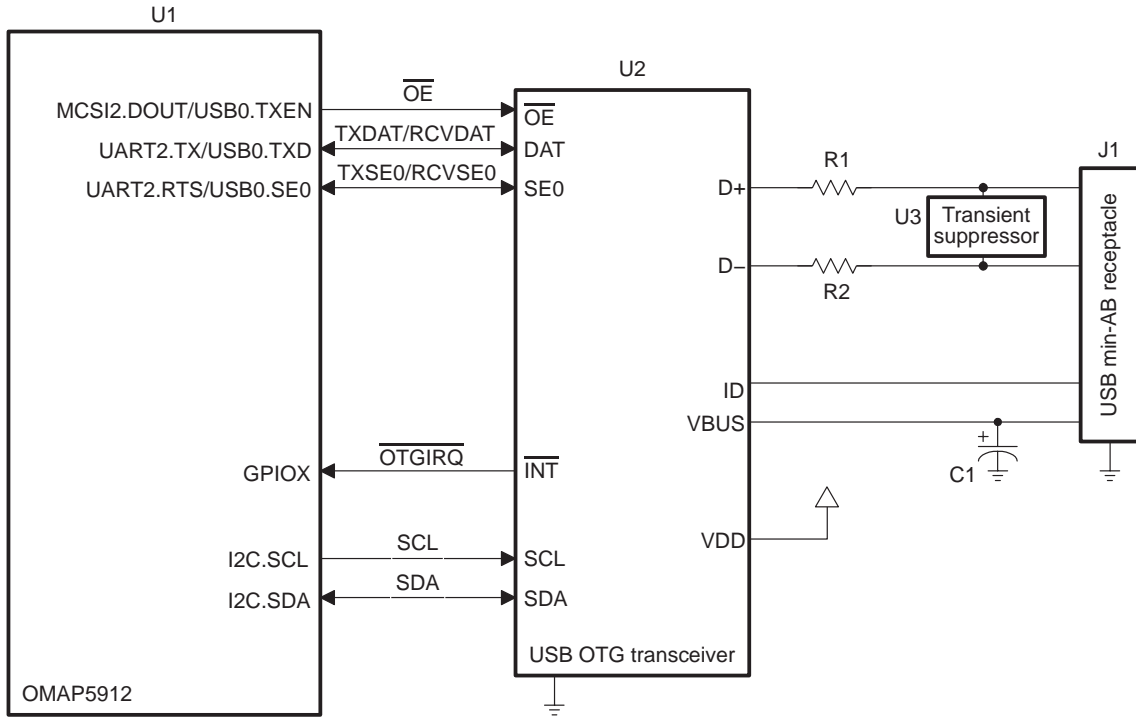 U1
U2
OE
MCSI2.DOUT/USB0.TXEN
OE
TXDAT/RCVDAT
UART2.TX/USB0.TXD
DAT
TXSE0/RCVSE0
UART2.RTS/USB0.SE0
SE0
R1
J1
D+
U3
Transient
suppressor
D–
R2
USB min-AB receptacle
ID
VBUS
+
C1
OTGIRQ
GPIOX
INT
VDD
SCL
I2C.SCL
SCL
SDA
I2C.SDA
SDA
USB OTG transceiver
OMAP5912